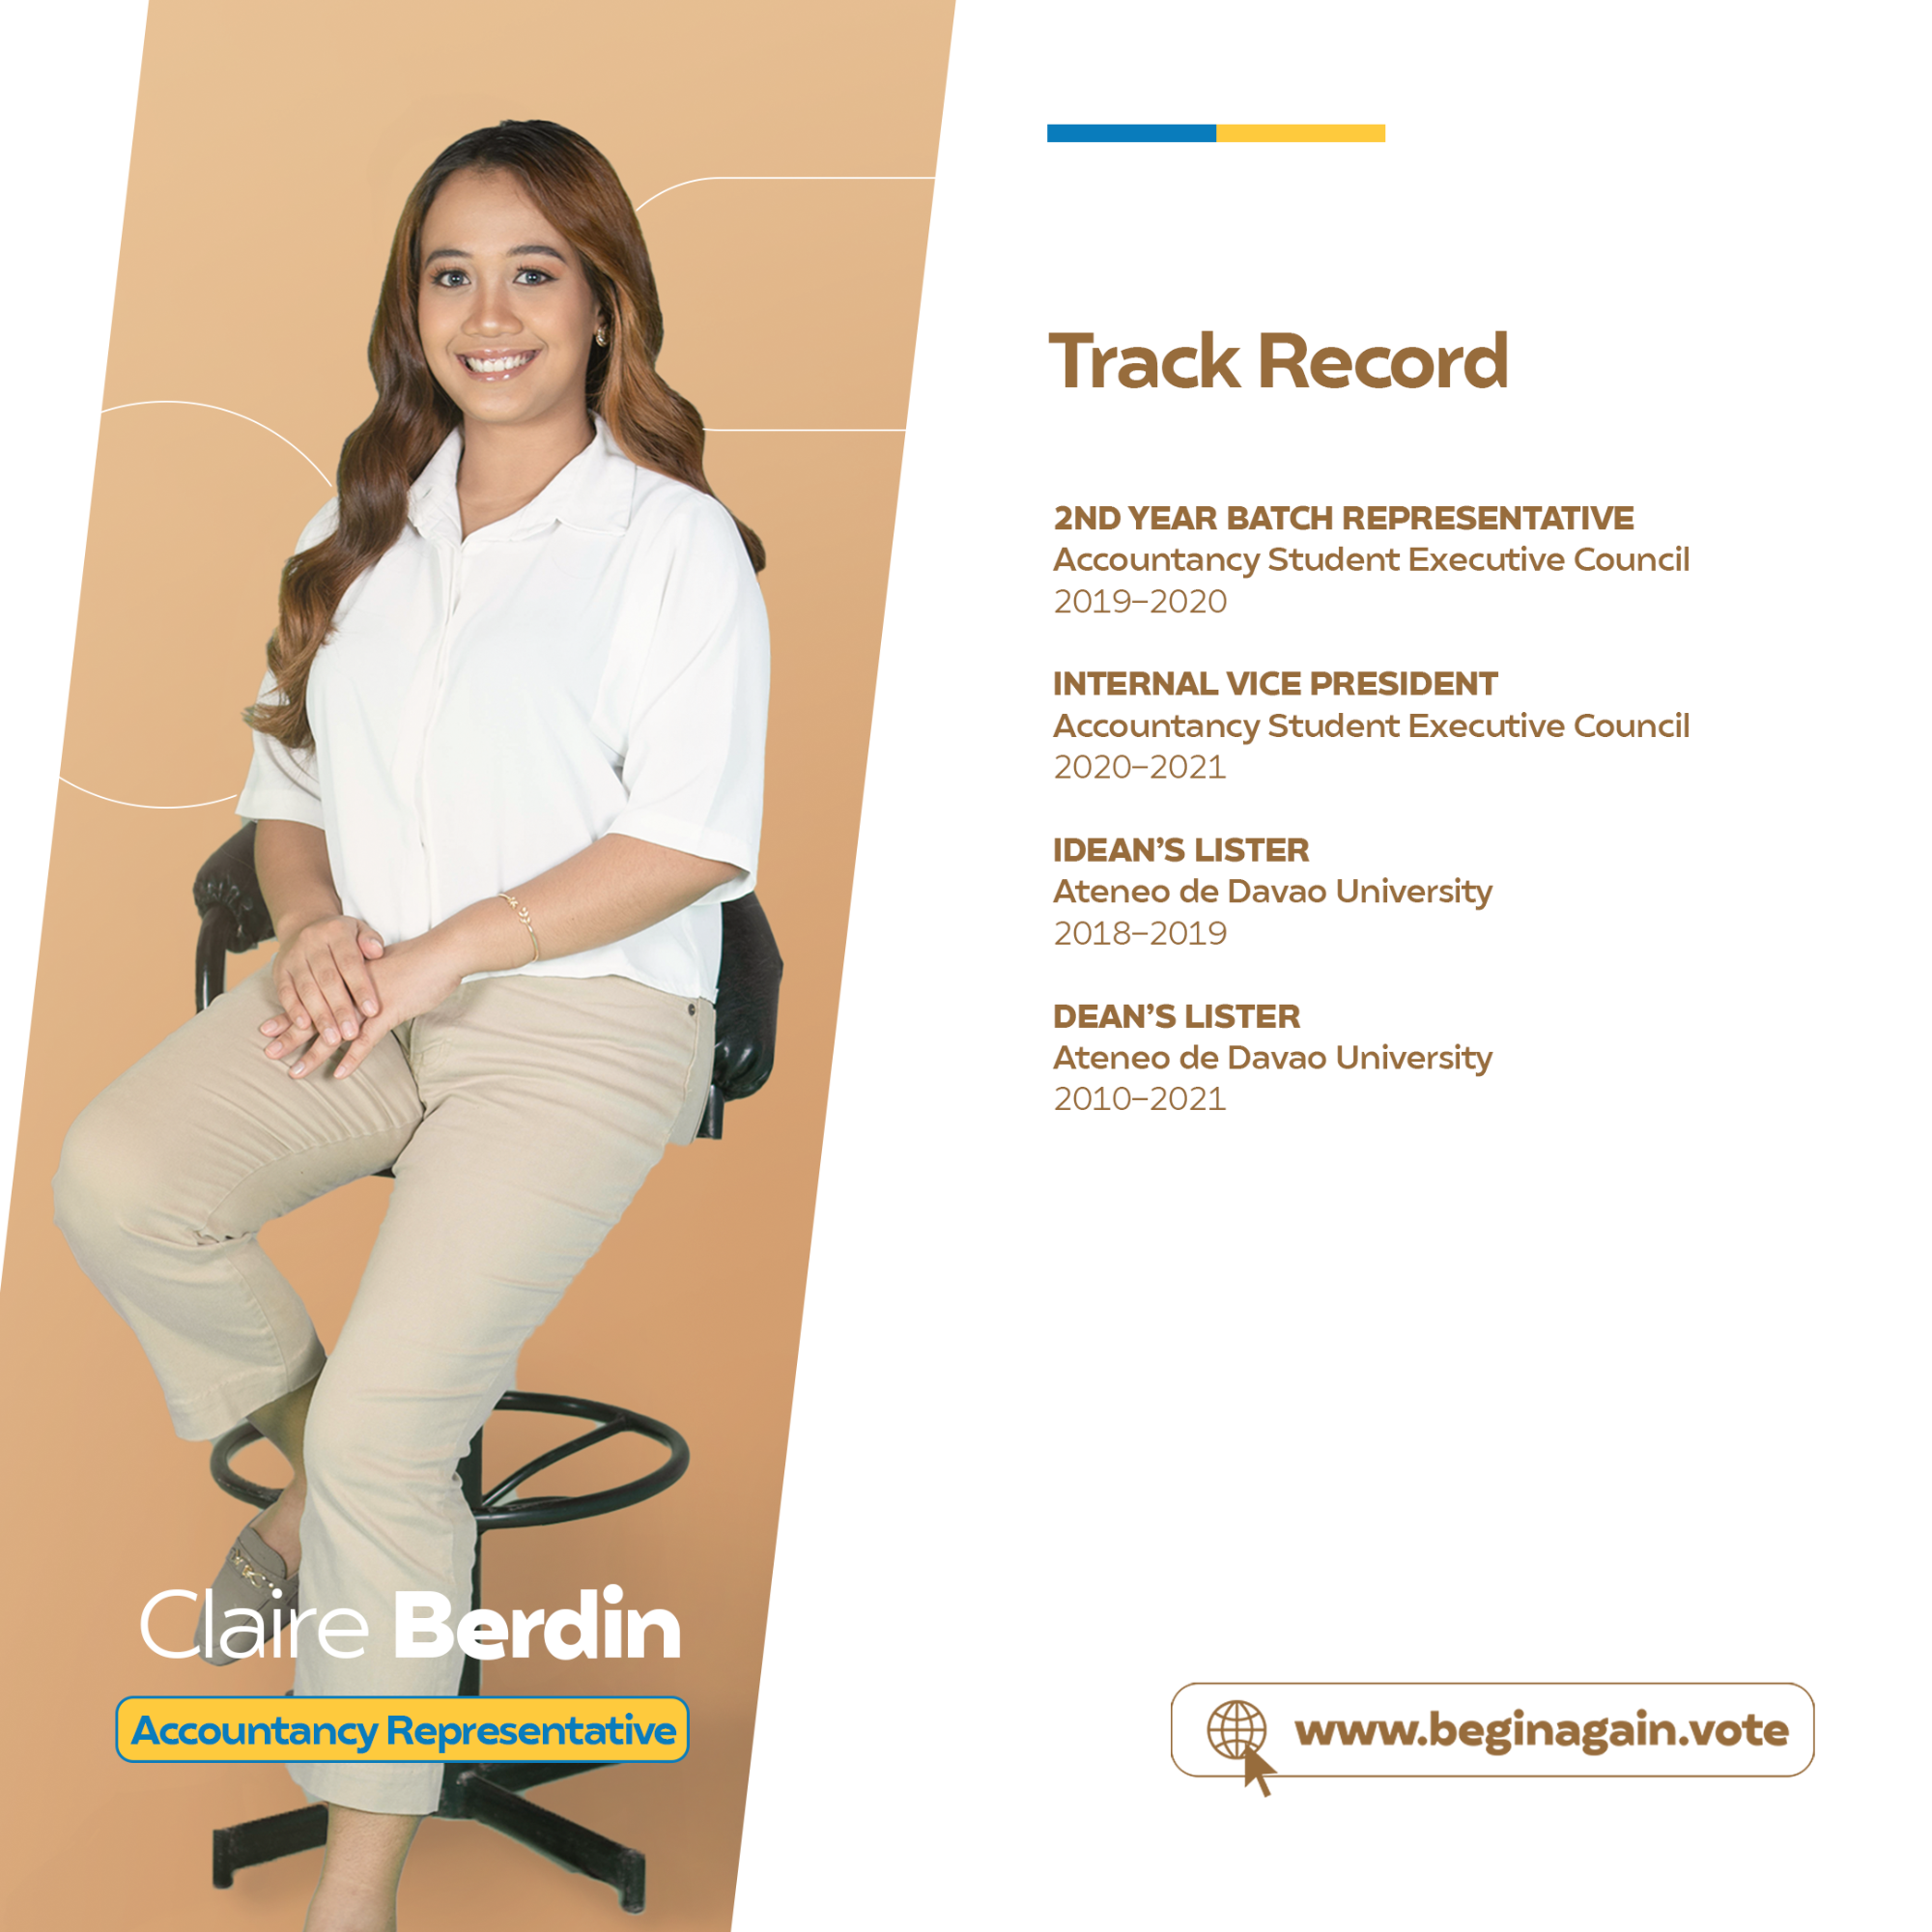 Track Record
2ND YEAR BATCH REPRESENTATIVE
Accountancy Student Executive Council
2019–2020
INTERNAL VICE PRESIDENT
Accountancy Student Executive Council
2020–2021
IDEAN’S LISTER
Ateneo de Davao University
2018–2019
DEAN’S LISTER
Ateneo de Davao University
2010–2021
Claire Berdin
Accountancy Representative
www.beginagain.vote